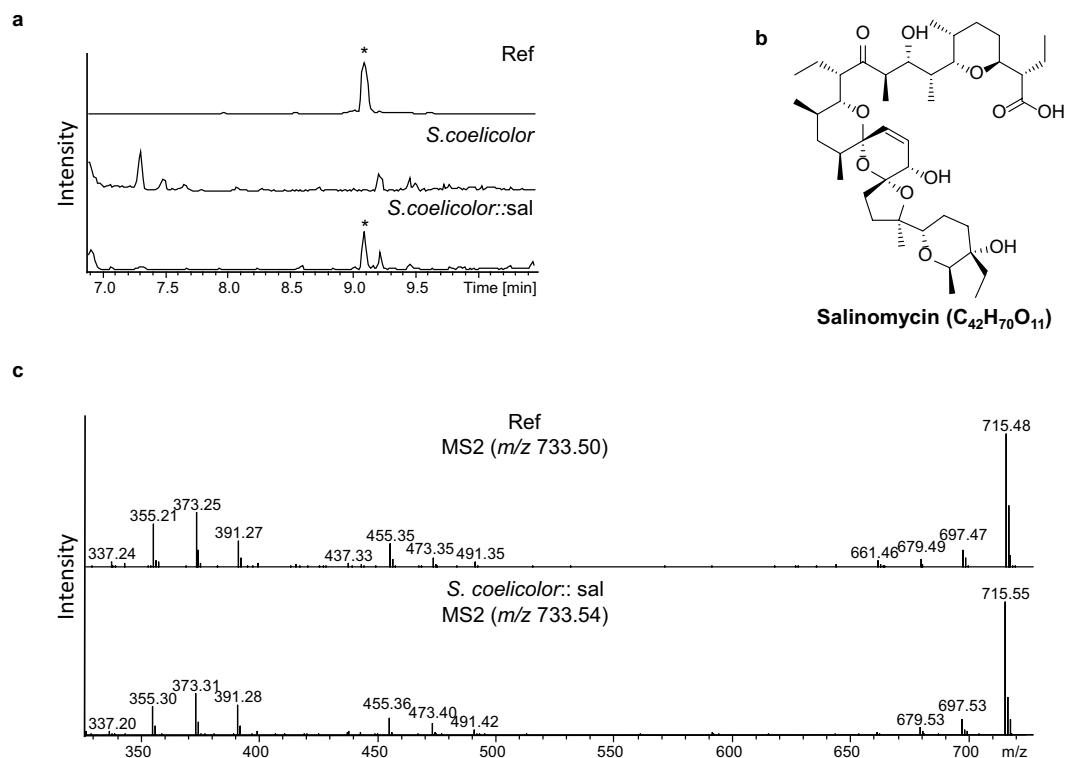 a
Ref
*
S.coelicolor
S.coelicolor::sal
*
Intensity
7.0 7.5 8.0 8.5 9.0 9.5 Time [min]
b
O
OH
O
O
OH
O
O
OH
O
O
OH
Salinomycin (C₄₂H₇₀O₁₁)
c
Ref
MS2 (m/z 733.50)
715.48
337.24 355.21 373.25 391.27 437.33 455.35 473.35 491.35 661.46 679.49 697.47
Intensity
S. coelicolor:: sal
MS2 (m/z 733.54)
715.55
337.20 355.30 373.31 391.28 455.36 473.40 491.42 679.53 697.53
350 400 450 500 550 600 650 700 m/z